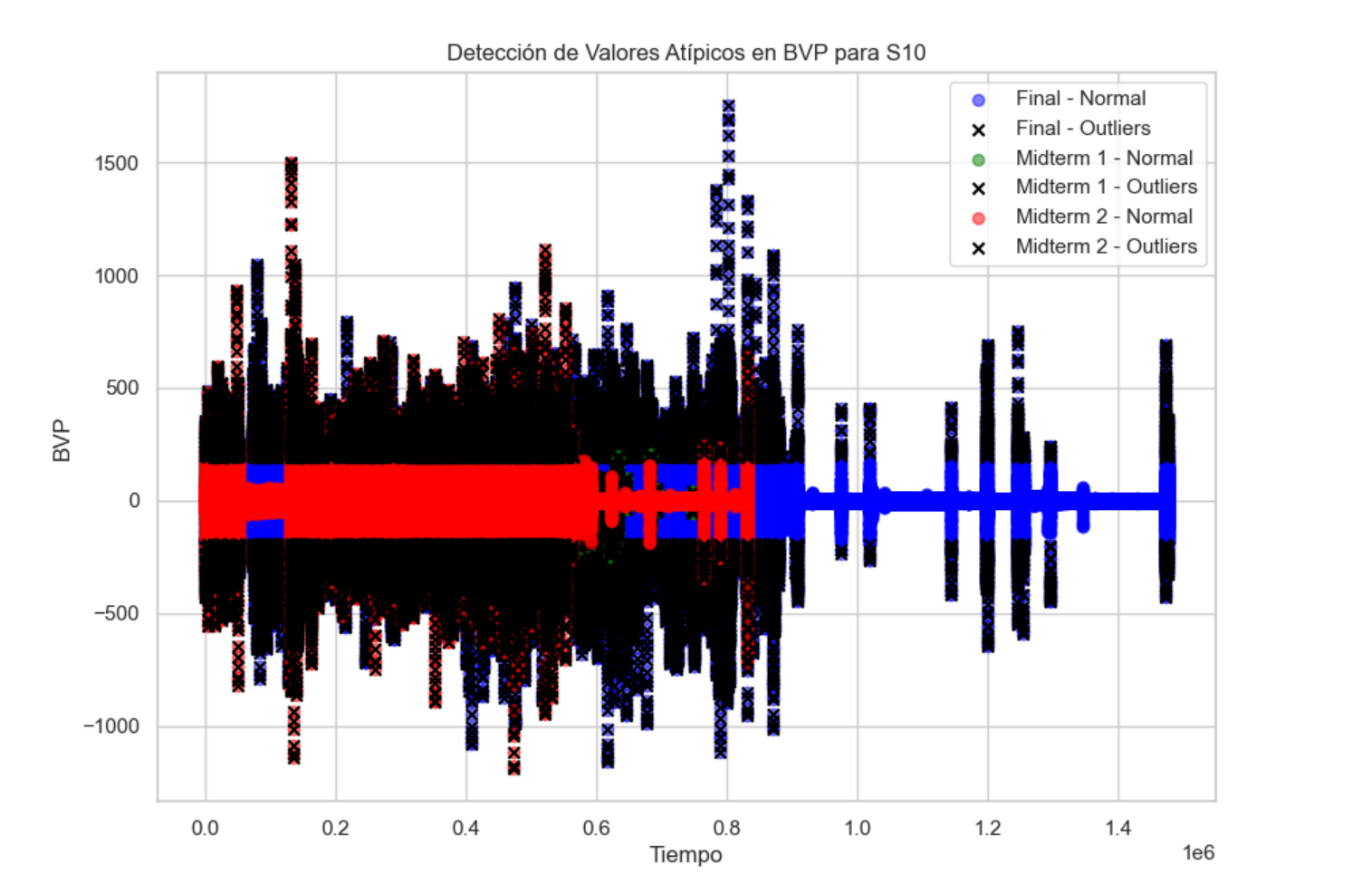 Detección de Valores Atípicos en BVP para S10
Final - Normal
Final - Outliers
Midterm 1 - Normal
Midterm 1 - Outliers
Midterm 2 - Normal
Midterm 2 - Outliers
1500
1000
500
0
−500
−1000
BVP
0.0
0.2
0.4
0.6
0.8
1.0
1.2
1.4
1e6
Tiempo